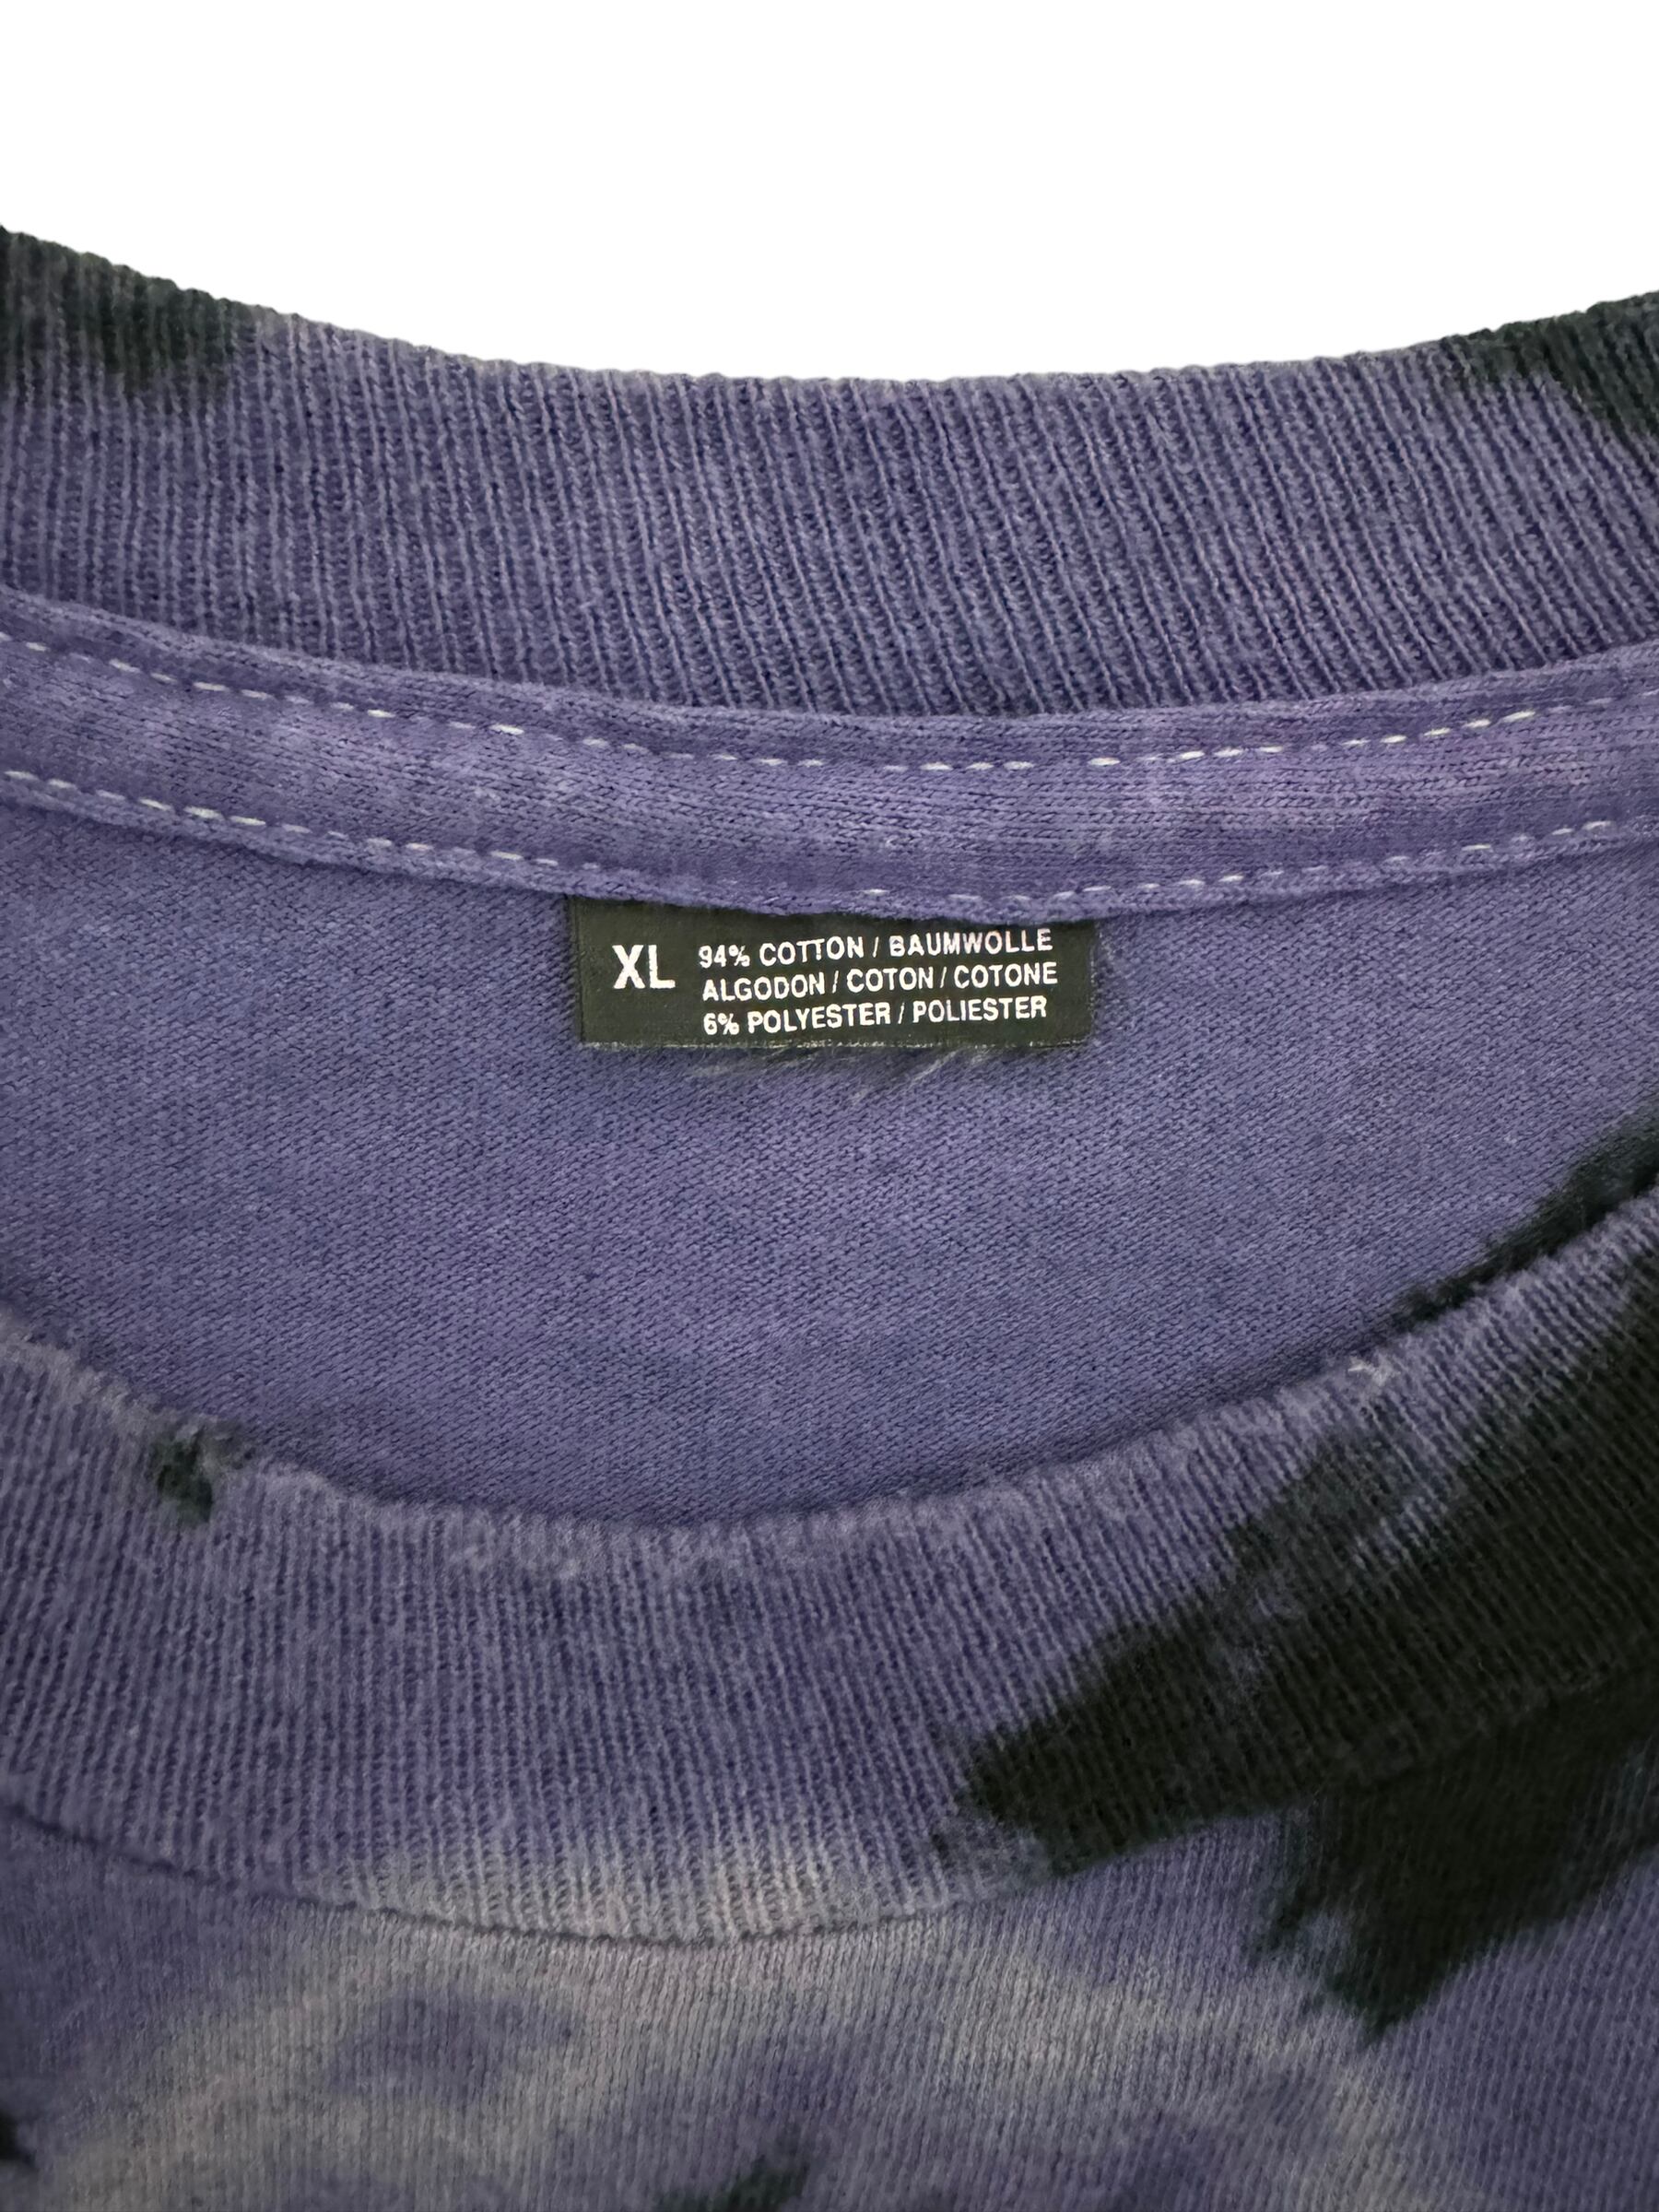 XL
94% COTTON / BAUMWOLLE
ALGODON / COTON / COTONE
6% POLYESTER / POLIESTER